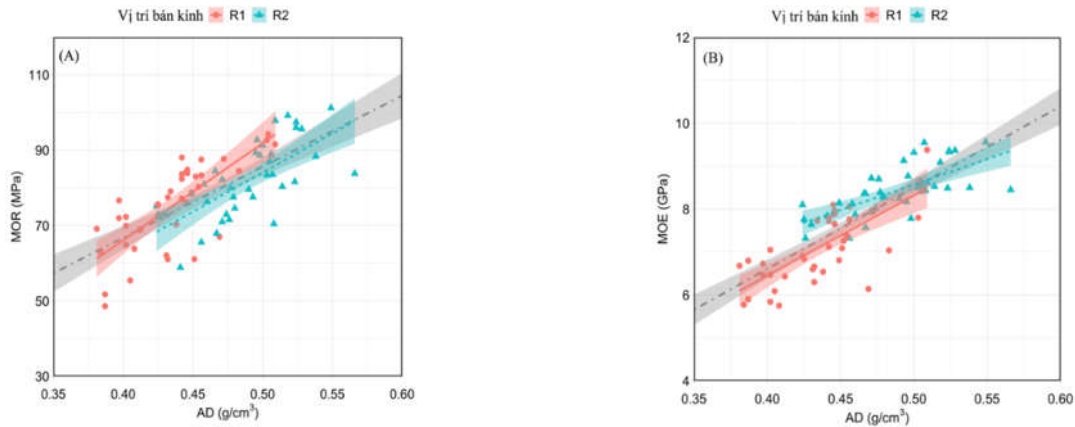 Vị trí bán kính R1 R2
(A)
110
90
70
50
30
MOR (MPa)
0.35 0.40 0.45 0.50 0.55 0.60
AD (g/cm³)
Vị trí bán kính R1 R2
(B)
12
10
8
6
4
MOE (GPa)
0.35 0.40 0.45 0.50 0.55 0.60
AD (g/cm³)